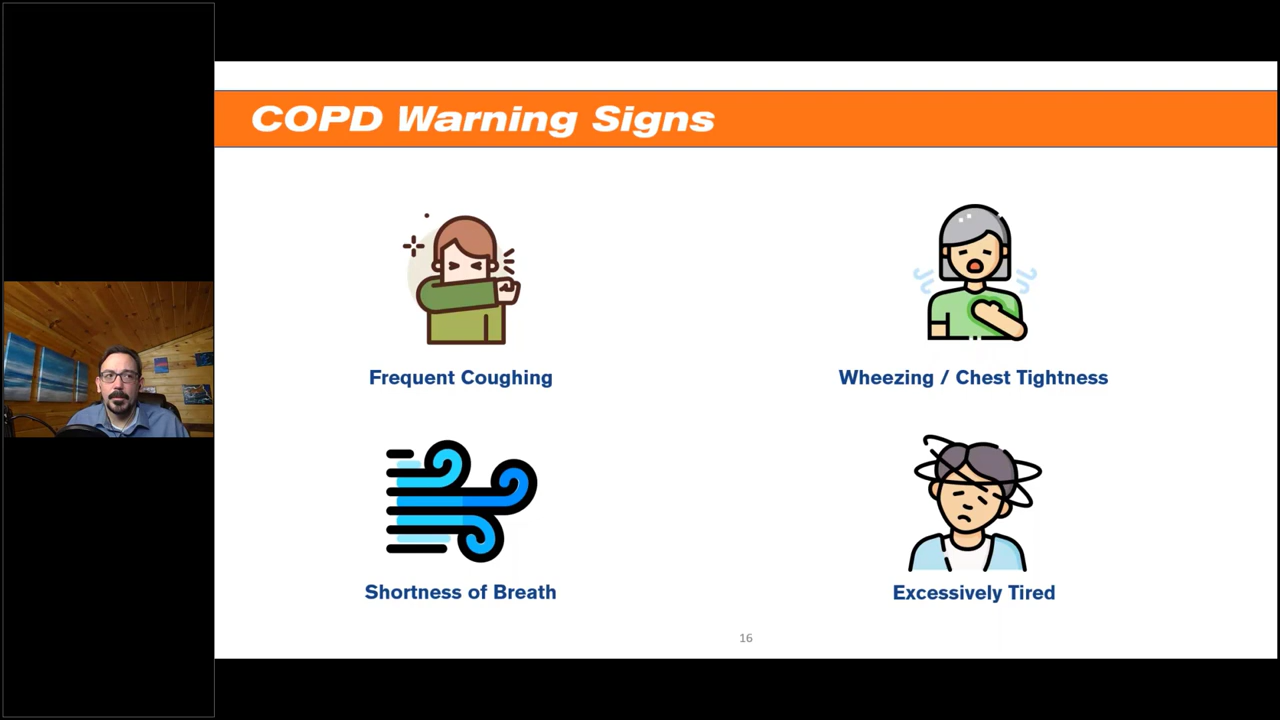 COPD Warning Signs
Frequent Coughing
Wheezing / Chest Tightness
Shortness of Breath
Excessively Tired
16